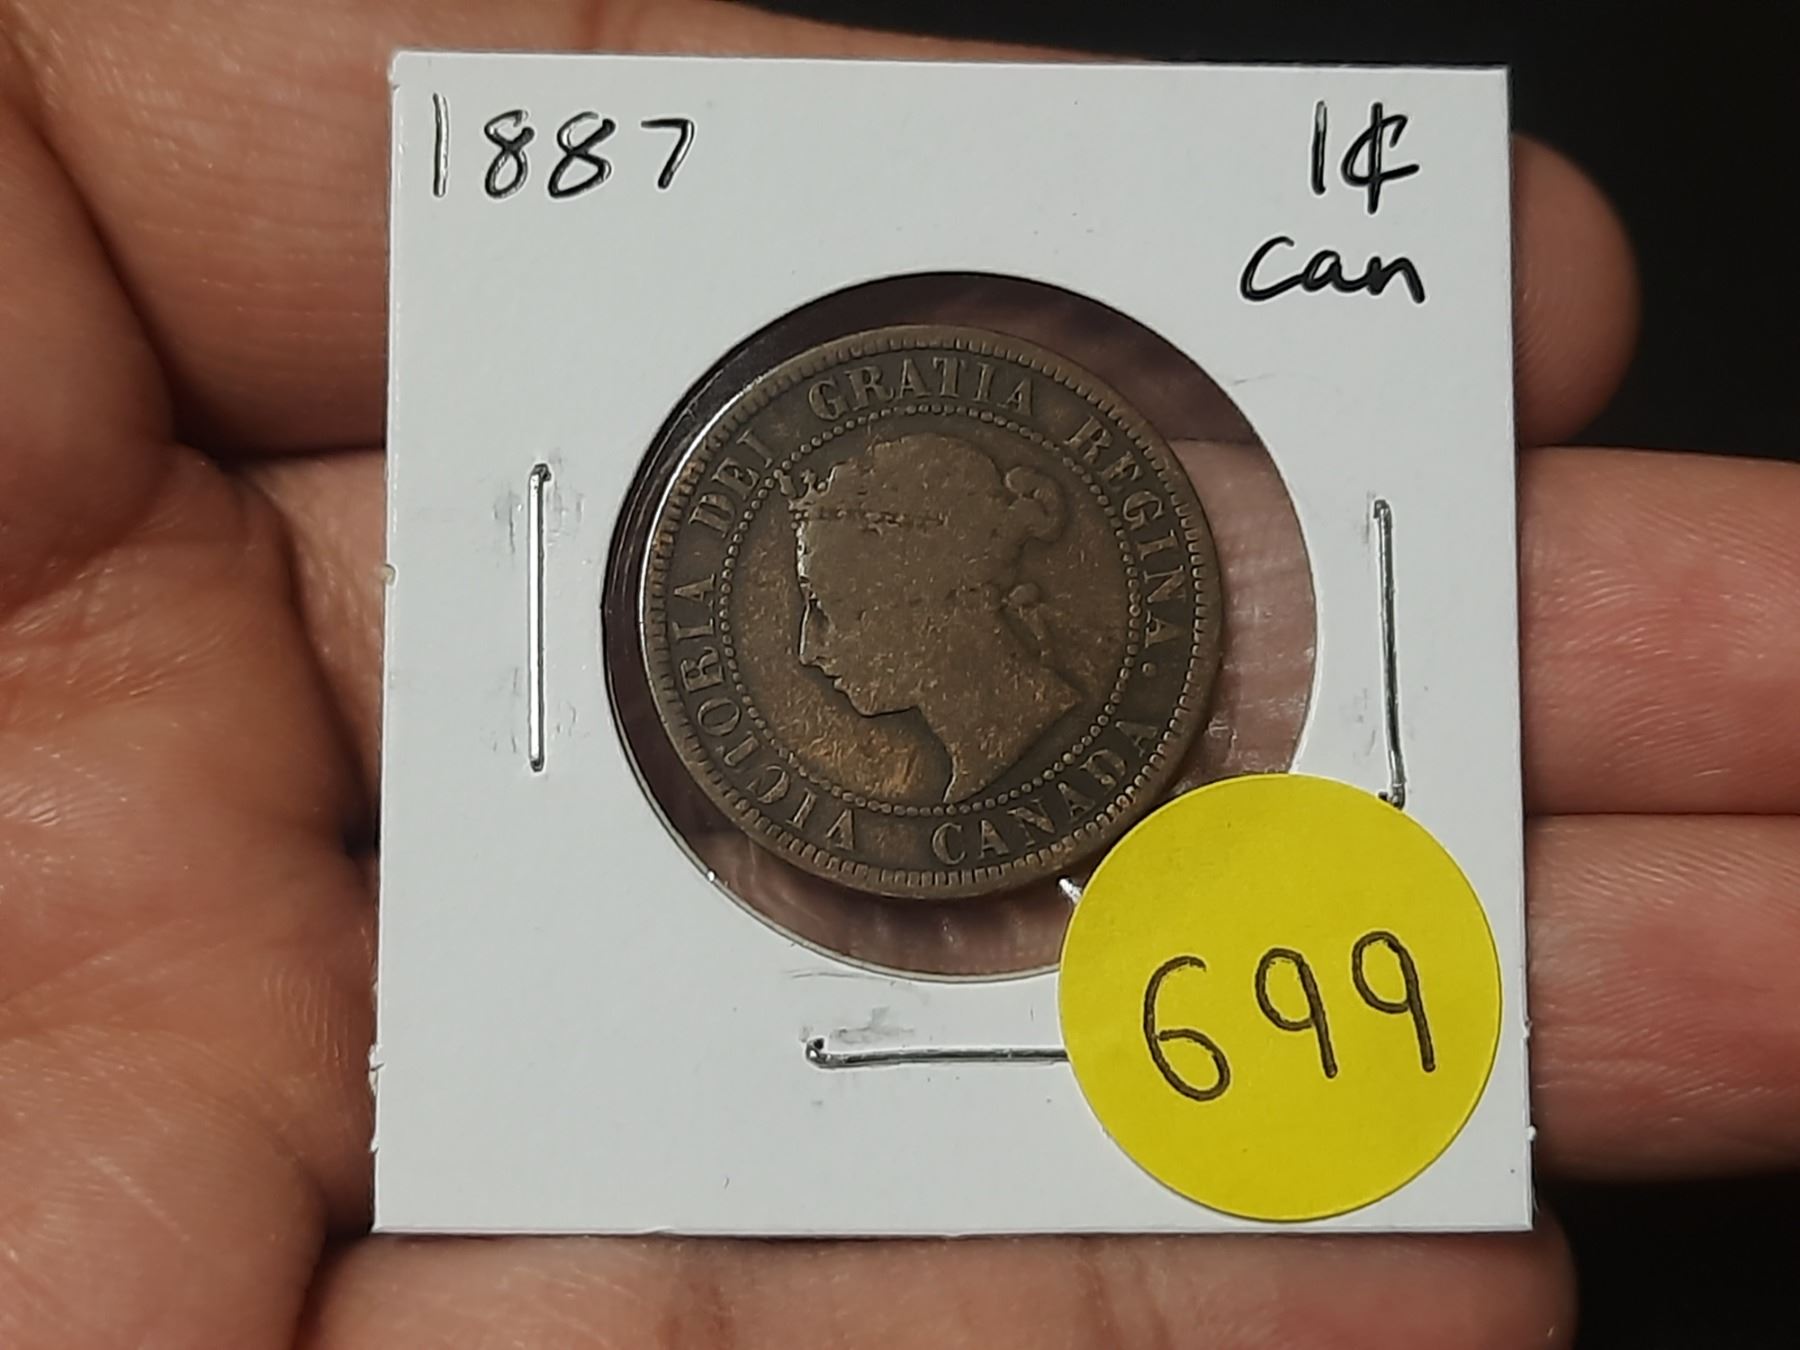 1887
1¢
can
VICTORIA DEI GRATIA REGINA. CANADA
699